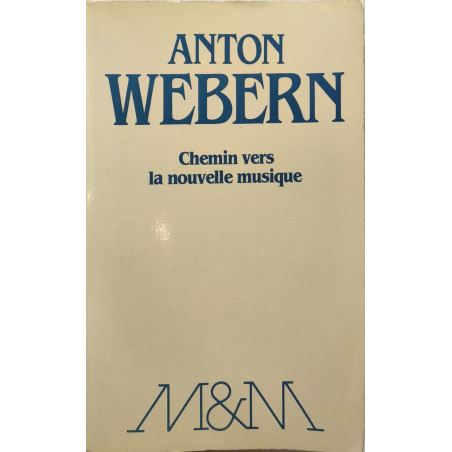 ANTON
WEBERN
Chemin vers
la nouvelle musique
M&M